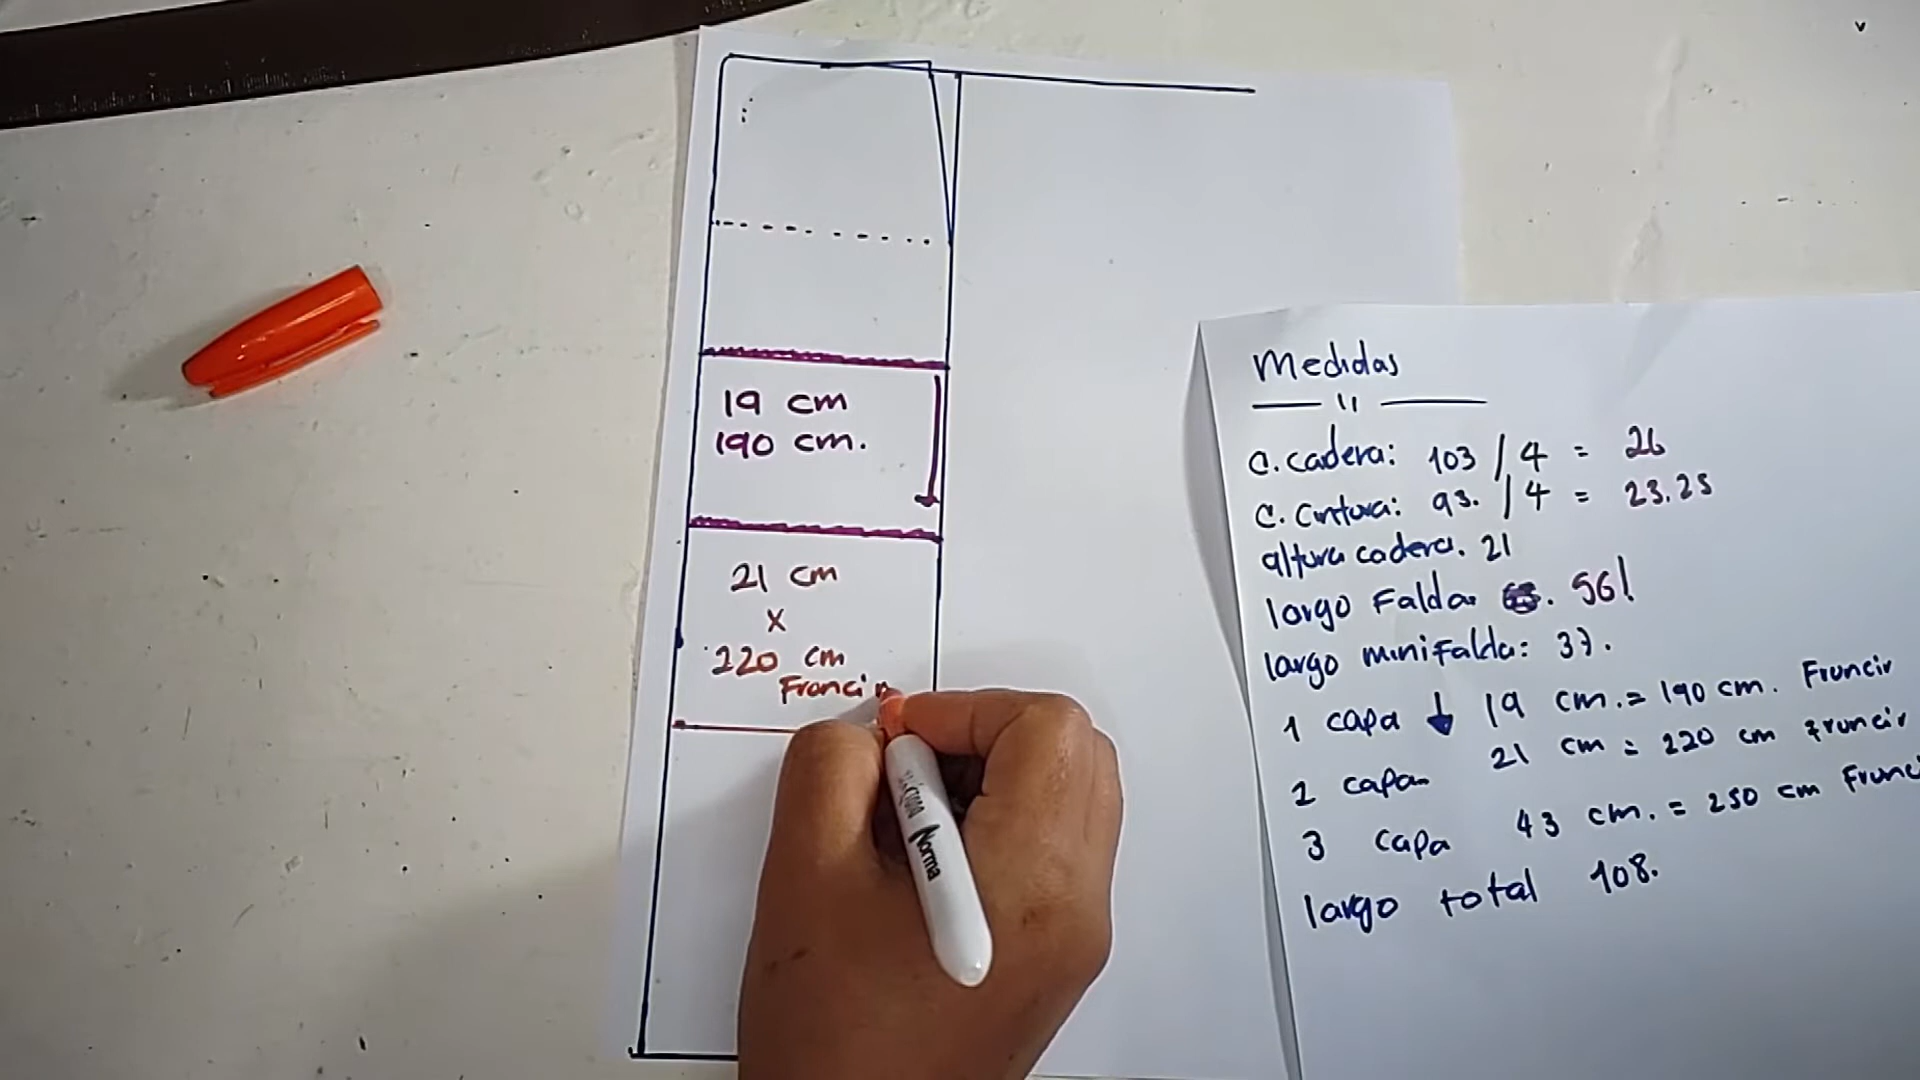 19 cm
190 cm.
21 cm
x
220 cm
Froncir
Norma
Medidas
c.cadera: 103 / 4 = 26
c. cintura: 93. / 4 = 23.25
altura cadera. 21
largo Falda . 56!
largo minifalda: 37.
1 capa ↓ 19 cm. = 190 cm. Fruncir
2 capa 21 cm = 220 cm fruncir
3 capa 43 cm. = 250 cm Frunc
largo total 108.